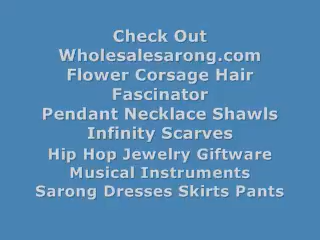 Check Out
Wholesalesarong.com
Flower Corsage Hair
Fascinator
Pendant Necklace Shawls
Infinity Scarves
Hip Hop Jewelry Giftware
Musical Instruments
Sarong Dresses Skirts Pants